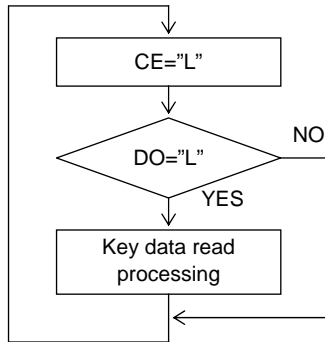 CE=”L”
DO=”L”
NO
YES
Key data read
processing